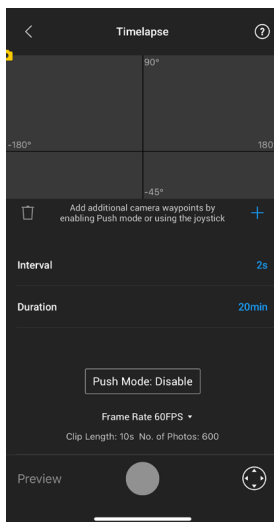 Timelapse
?
90°
-180°
180
-45°
Add additional camera waypoints by
enabling Push mode or using the joystick
Interval 2s
Duration 20min
Push Mode: Disable
Frame Rate 60FPS
Clip Length: 10s No. of Photos: 600
Preview